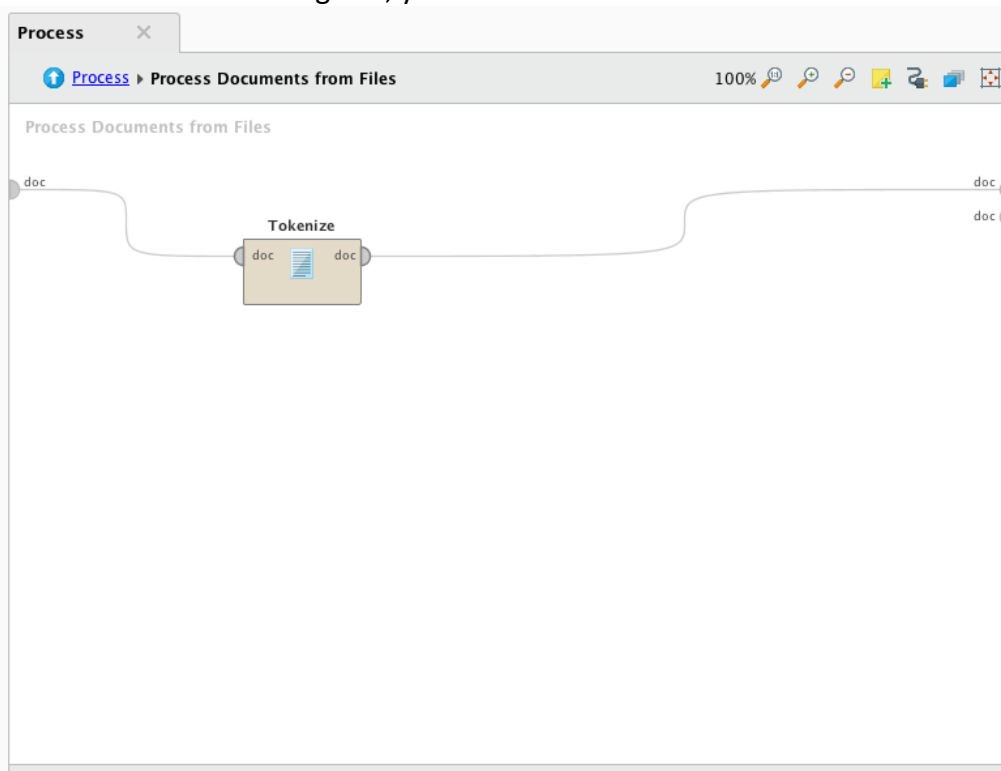 Process
Process ▸ Process Documents from Files
100%
Process Documents from Files
doc
doc
doc
Tokenize
doc
doc